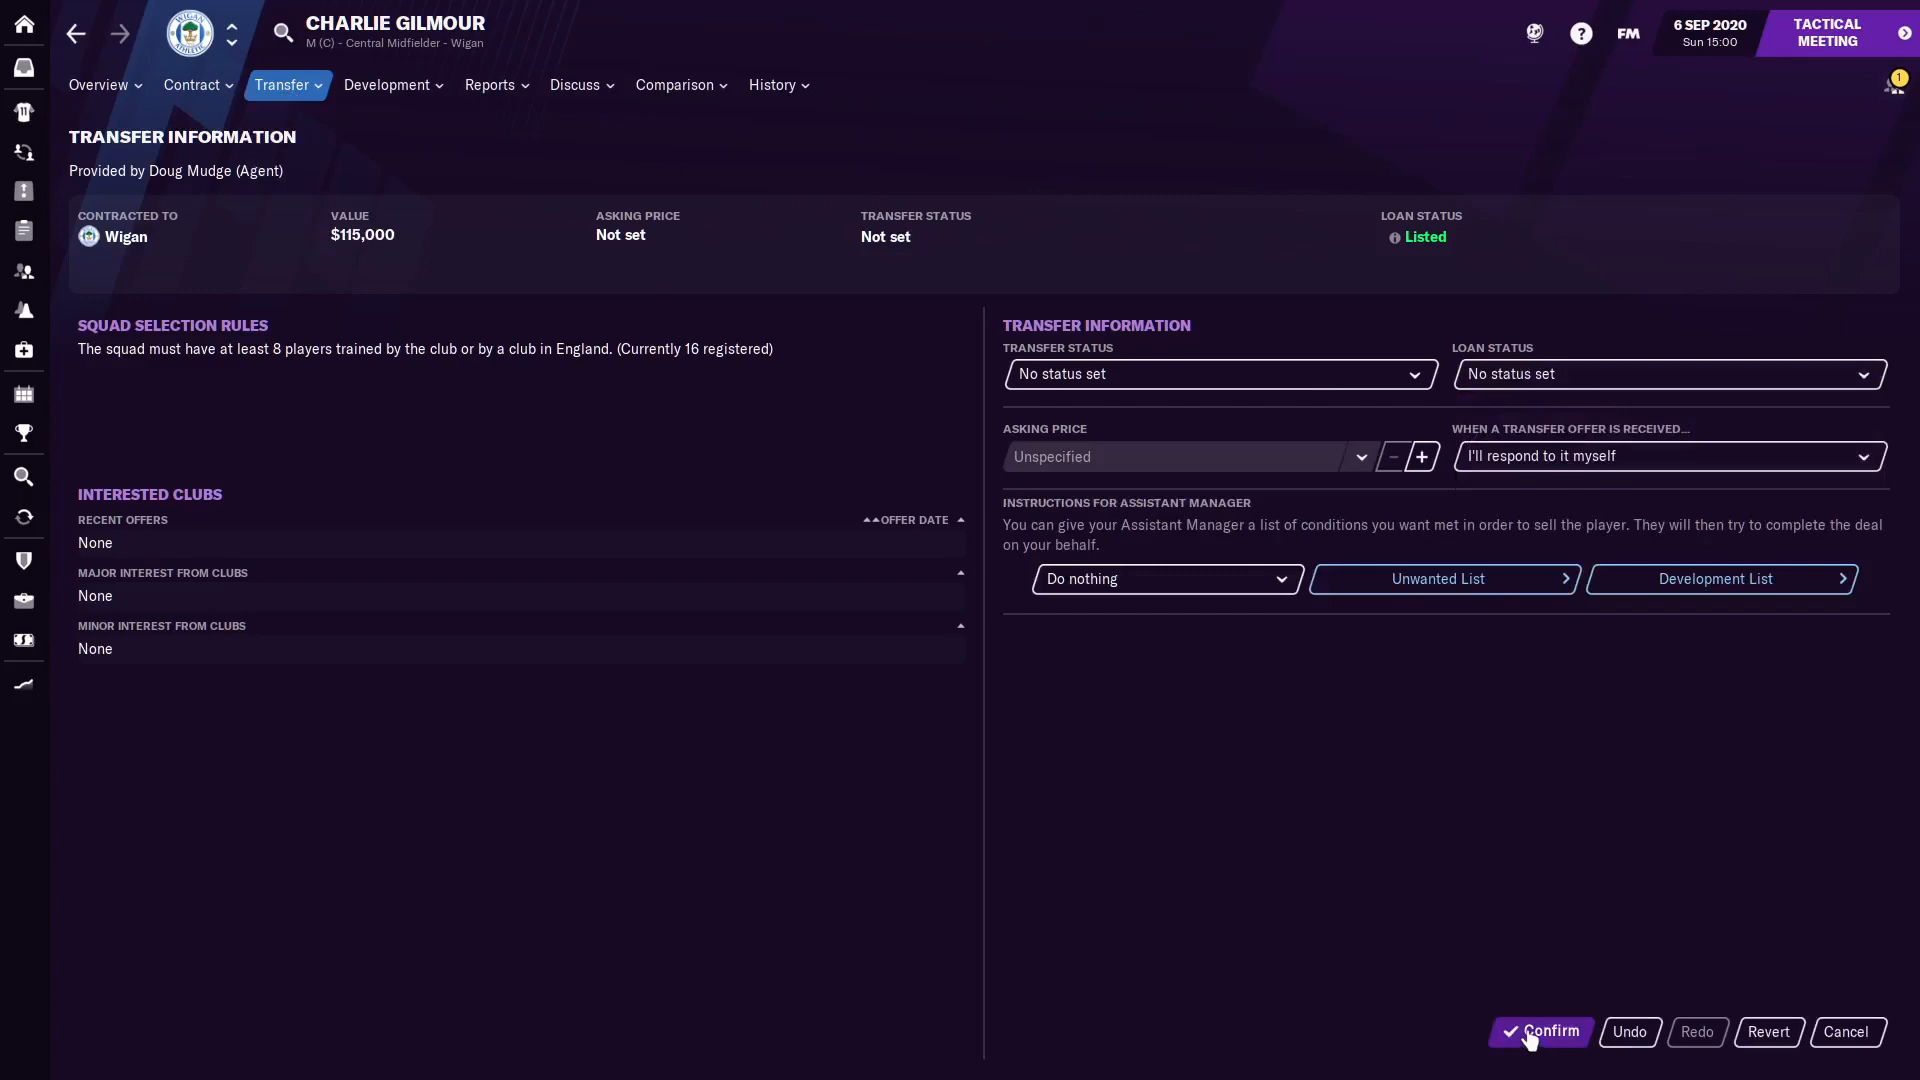 CHARLIE GILMOUR
M (C) - Central Midfielder - Wigan
6 SEP 2020
Sun 15:00
TACTICAL
MEETING
FM
?
1
WIGAN
ATHLETIC
11
Overview
Contract
Transfer
Development
Reports
Discuss
Comparison
History
TRANSFER INFORMATION
Provided by Doug Mudge (Agent)
CONTRACTED TO
Wigan
VALUE
$115,000
ASKING PRICE
Not set
TRANSFER STATUS
Not set
LOAN STATUS
Listed
SQUAD SELECTION RULES
The squad must have at least 8 players trained by the club or by a club in England. (Currently 16 registered)
INTERESTED CLUBS
RECENT OFFERS
OFFER DATE
None
MAJOR INTEREST FROM CLUBS
None
MINOR INTEREST FROM CLUBS
None
TRANSFER INFORMATION
TRANSFER STATUS
No status set
LOAN STATUS
No status set
ASKING PRICE
Unspecified
WHEN A TRANSFER OFFER IS RECEIVED...
I'll respond to it myself
INSTRUCTIONS FOR ASSISTANT MANAGER
You can give your Assistant Manager a list of conditions you want met in order to sell the player. They will then try to complete the deal
on your behalf.
Do nothing
Unwanted List
Development List
Confirm
Undo
Redo
Revert
Cancel